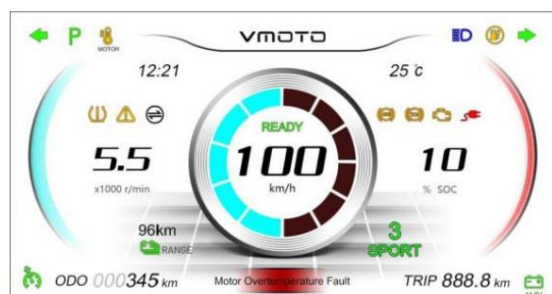 P
MOTOR
VMOTO
12:21
25 ℃
READY
5.5
x1000 r/min
100
km/h
10
% SOC
96km
RANGE
3
SPORT
ODO 000345 km
Motor Overtemperature Fault
TRIP 888.8 km